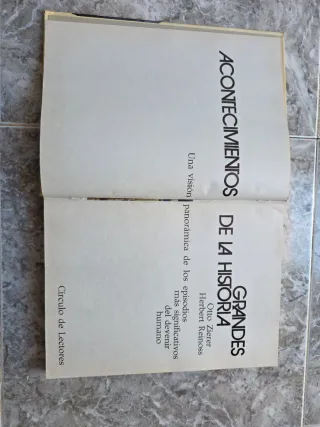 GRANDES
ACONTECIMIENTOS DE LA HISTORIA
Otto Zierer
Herbert Reinoss
Una visión panorámica de los episodios
más significativos
del devenir
humano
Círculo de Lectores